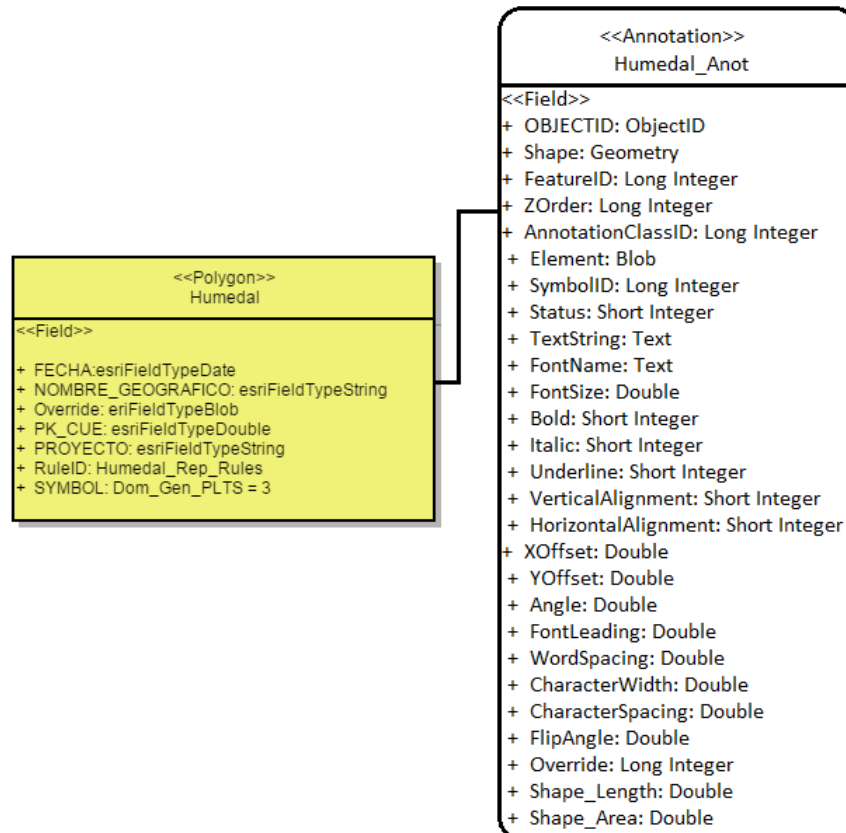 <<Polygon>>
Humedal
<<Field>>
+ FECHA:esriFieldTypeDate
+ NOMBRE_GEOGRAFICO: esriFieldTypeString
+ Override: eriFieldTypeBlob
+ PK_CUE: esriFieldTypeDouble
+ PROYECTO: esriFieldTypeString
+ RuleID: Humedal_Rep_Rules
+ SYMBOL: Dom_Gen_PLTS = 3
<<Annotation>>
Humedal_Anot
<<Field>>
+ OBJECTID: ObjectID
+ Shape: Geometry
+ FeatureID: Long Integer
+ ZOrder: Long Integer
+ AnnotationClassID: Long Integer
+ Element: Blob
+ SymbolID: Long Integer
+ Status: Short Integer
+ TextString: Text
+ FontName: Text
+ FontSize: Double
+ Bold: Short Integer
+ Italic: Short Integer
+ Underline: Short Integer
+ VerticalAlignment: Short Integer
+ HorizontalAlignment: Short Integer
+ XOffset: Double
+ YOffset: Double
+ Angle: Double
+ FontLeading: Double
+ WordSpacing: Double
+ CharacterWidth: Double
+ CharacterSpacing: Double
+ FlipAngle: Double
+ Override: Long Integer
+ Shape_Length: Double
+ Shape_Area: Double